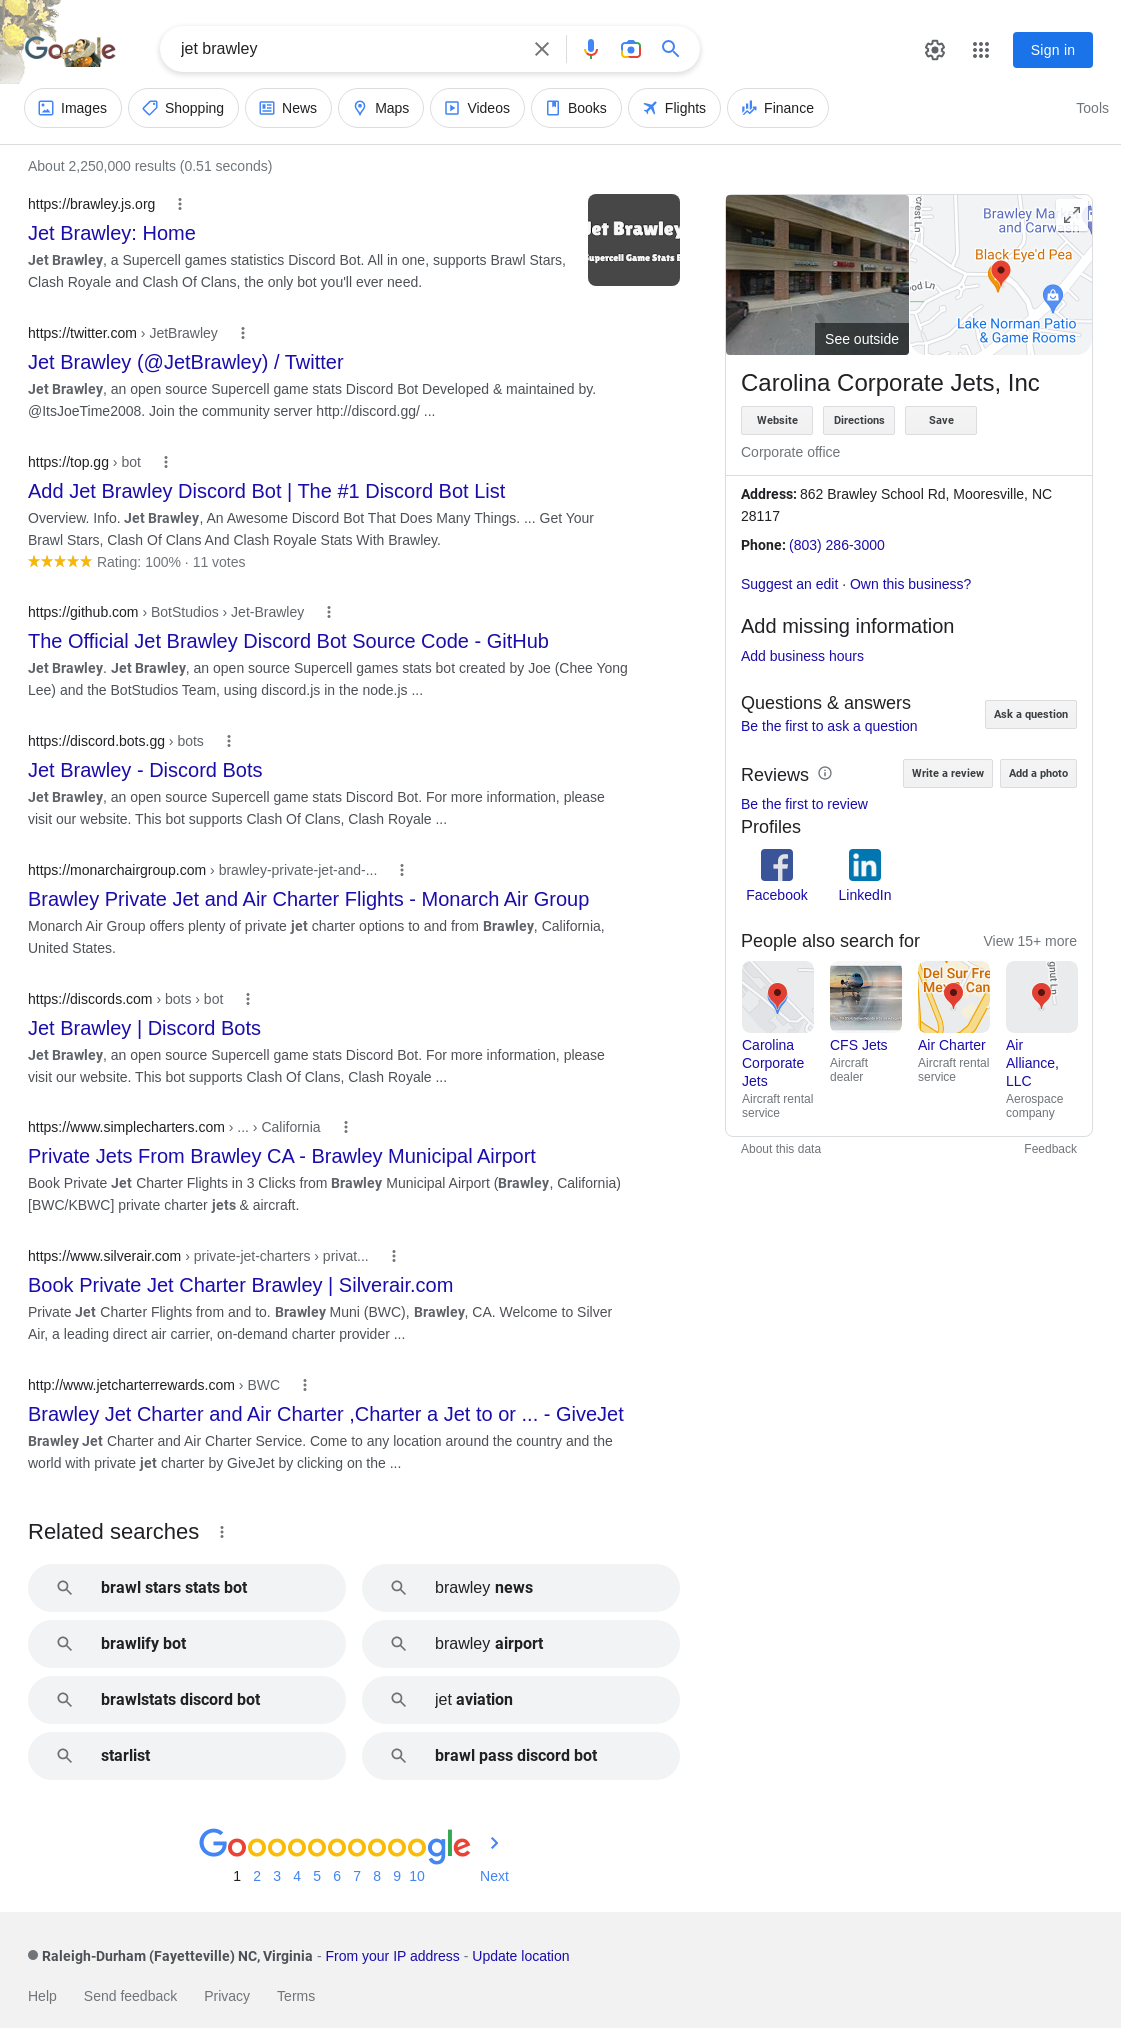 Google
jet brawley
Sign in
Images
Shopping
News
Maps
Videos
Books
Flights
Finance
Tools
About 2,250,000 results (0.51 seconds)
https://brawley.js.org
Jet Brawley: Home
Jet Brawley, a Supercell games statistics Discord Bot. All in one, supports Brawl Stars,
Clash Royale and Clash Of Clans, the only bot you'll ever need.
Jet Brawley
Supercell Game Stats
https://twitter.com › JetBrawley
Jet Brawley (@JetBrawley) / Twitter
Jet Brawley, an open source Supercell game stats Discord Bot Developed & maintained by.
@ItsJoeTime2008. Join the community server http://discord.gg/ ...
https://top.gg › bot
Add Jet Brawley Discord Bot | The #1 Discord Bot List
Overview. Info. Jet Brawley, An Awesome Discord Bot That Does Many Things. ... Get Your
Brawl Stars, Clash Of Clans And Clash Royale Stats With Brawley.
Rating: 100% · 11 votes
https://github.com › BotStudios › Jet-Brawley
The Official Jet Brawley Discord Bot Source Code - GitHub
Jet Brawley. Jet Brawley, an open source Supercell games stats bot created by Joe (Chee Yong
Lee) and the BotStudios Team, using discord.js in the node.js ...
https://discord.bots.gg › bots
Jet Brawley - Discord Bots
Jet Brawley, an open source Supercell game stats Discord Bot. For more information, please
visit our website. This bot supports Clash Of Clans, Clash Royale ...
https://monarchairgroup.com › brawley-private-jet-and-...
Brawley Private Jet and Air Charter Flights - Monarch Air Group
Monarch Air Group offers plenty of private jet charter options to and from Brawley, California,
United States.
https://discords.com › bots › bot
Jet Brawley | Discord Bots
Jet Brawley, an open source Supercell game stats Discord Bot. For more information, please
visit our website. This bot supports Clash Of Clans, Clash Royale ...
https://www.simplecharters.com › ... › California
Private Jets From Brawley CA - Brawley Municipal Airport
Book Private Jet Charter Flights in 3 Clicks from Brawley Municipal Airport (Brawley, California)
[BWC/KBWC] private charter jets & aircraft.
https://www.silverair.com › private-jet-charters › privat...
Book Private Jet Charter Brawley | Silverair.com
Private Jet Charter Flights from and to. Brawley Muni (BWC), Brawley, CA. Welcome to Silver
Air, a leading direct air carrier, on-demand charter provider ...
http://www.jetcharterrewards.com › BWC
Brawley Jet Charter and Air Charter ,Charter a Jet to or ... - GiveJet
Brawley Jet Charter and Air Charter Service. Come to any location around the country and the
world with private jet charter by GiveJet by clicking on the ...
Related searches
brawl stars stats bot
brawley news
brawlify bot
brawley airport
brawlstats discord bot
jet aviation
starlist
brawl pass discord bot
Goooooooooogle
1 2 3 4 5 6 7 8 9 10 Next
See outside
crest Ln
Brawley
and Carwash
Black Eye'd Pea
od Ln
Lake Norman Patio
& Game Rooms
Carolina Corporate Jets, Inc
Website
Directions
Save
Corporate office
Address: 862 Brawley School Rd, Mooresville, NC
28117
Phone: (803) 286-3000
Suggest an edit · Own this business?
Add missing information
Add business hours
Questions & answers
Be the first to ask a question
Ask a question
Reviews
Write a review
Add a photo
Be the first to review
Profiles
Facebook
LinkedIn
People also search for
View 15+ more
Del Sur Fre
Mex Can
gnut Ln
Carolina
Corporate
Jets
Aircraft rental
service
CFS Jets
Aircraft
dealer
Air Charter
Aircraft rental
service
Air
Alliance,
LLC
Aerospace
company
About this data
Feedback
Raleigh-Durham (Fayetteville) NC, Virginia - From your IP address - Update location
Help
Send feedback
Privacy
Terms